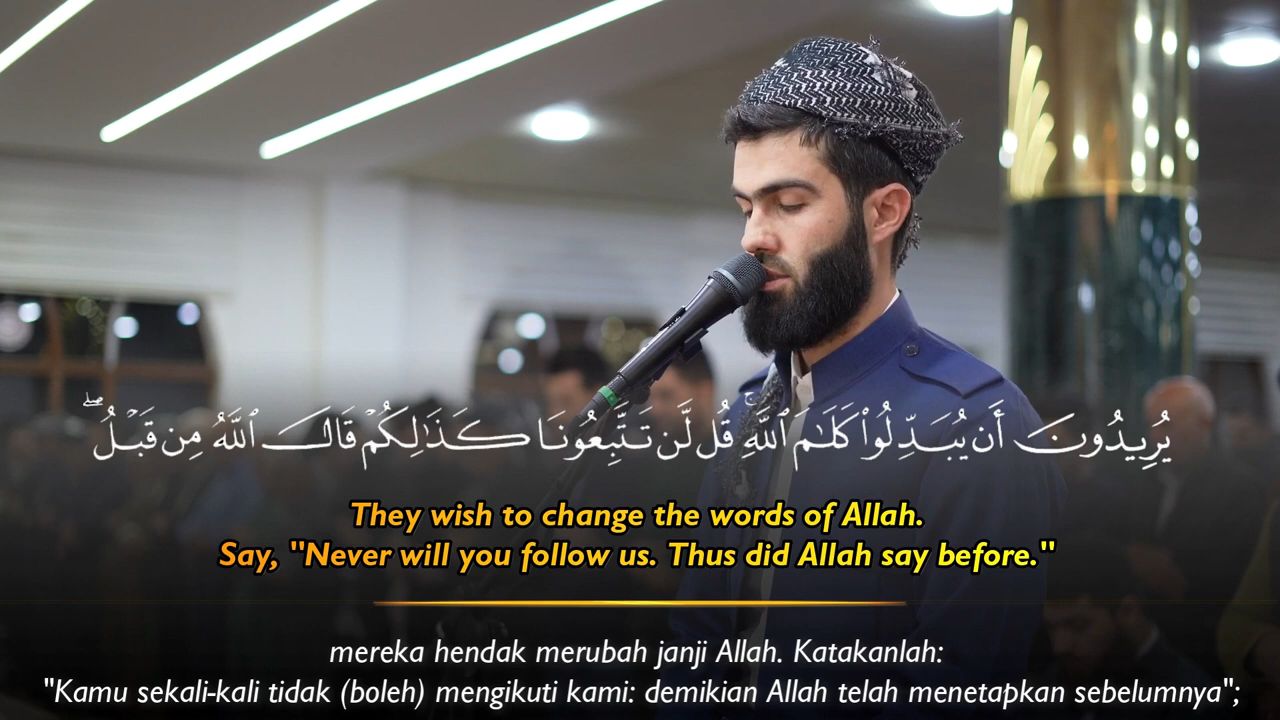 يُرِيدُونَ أَن يُبَدِّلُوا۟ كَلَـٰمَ ٱللَّهِ ۚ قُل لَّن تَتَّبِعُونَا كَذَٰلِكُمْ قَالَ ٱللَّهُ مِن قَبْلُ ۖ
They wish to change the words of Allah.
Say, "Never will you follow us. Thus did Allah say before."
mereka hendak merubah janji Allah. Katakanlah:
"Kamu sekali-kali tidak (boleh) mengikuti kami: demikian Allah telah menetapkan sebelumnya";